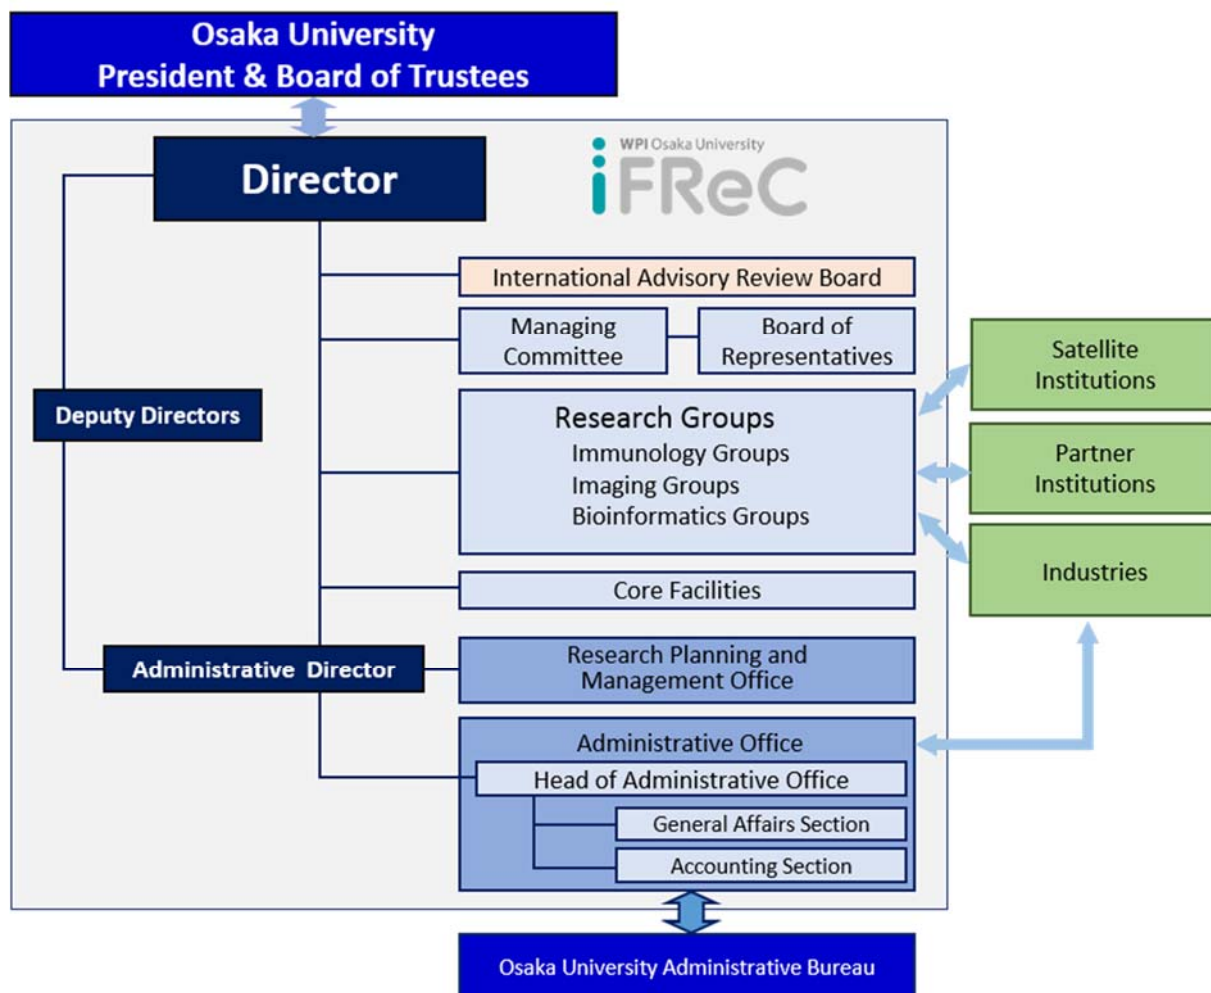 Osaka University
President & Board of Trustees
Director
WPI Osaka University
iFReC
International Advisory Review Board
Managing
Committee
Board of
Representatives
Satellite
Institutions
Deputy Directors
Research Groups
Immunology Groups
Imaging Groups
Bioinformatics Groups
Partner
Institutions
Industries
Core Facilities
Administrative Director
Research Planning and
Management Office
Administrative Office
Head of Administrative Office
General Affairs Section
Accounting Section
Osaka University Administrative Bureau